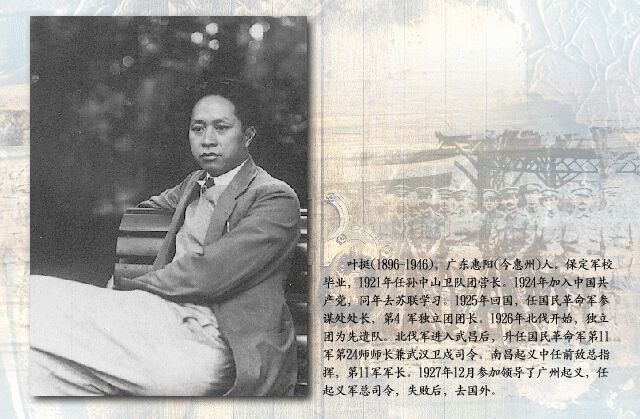 叶挺(1896-1946)，广东惠阳(今惠州)人。保定军校
毕业，1921年任孙中山卫队团营长。1924年加入中国共
产党，同年去苏联学习。1925年回国，任国民革命军参
谋处处长，第4 军独立团团长。1926年北伐开始，独立
团为先遣队。北伐军进入武昌后，升任国民革命军第11
军第24师师长兼武汉卫戍司令。南昌起义中任前敌总指
挥，第11军军长。1927年12月参加领导了广州起义，任
起义军总司令，失败后，去国外。